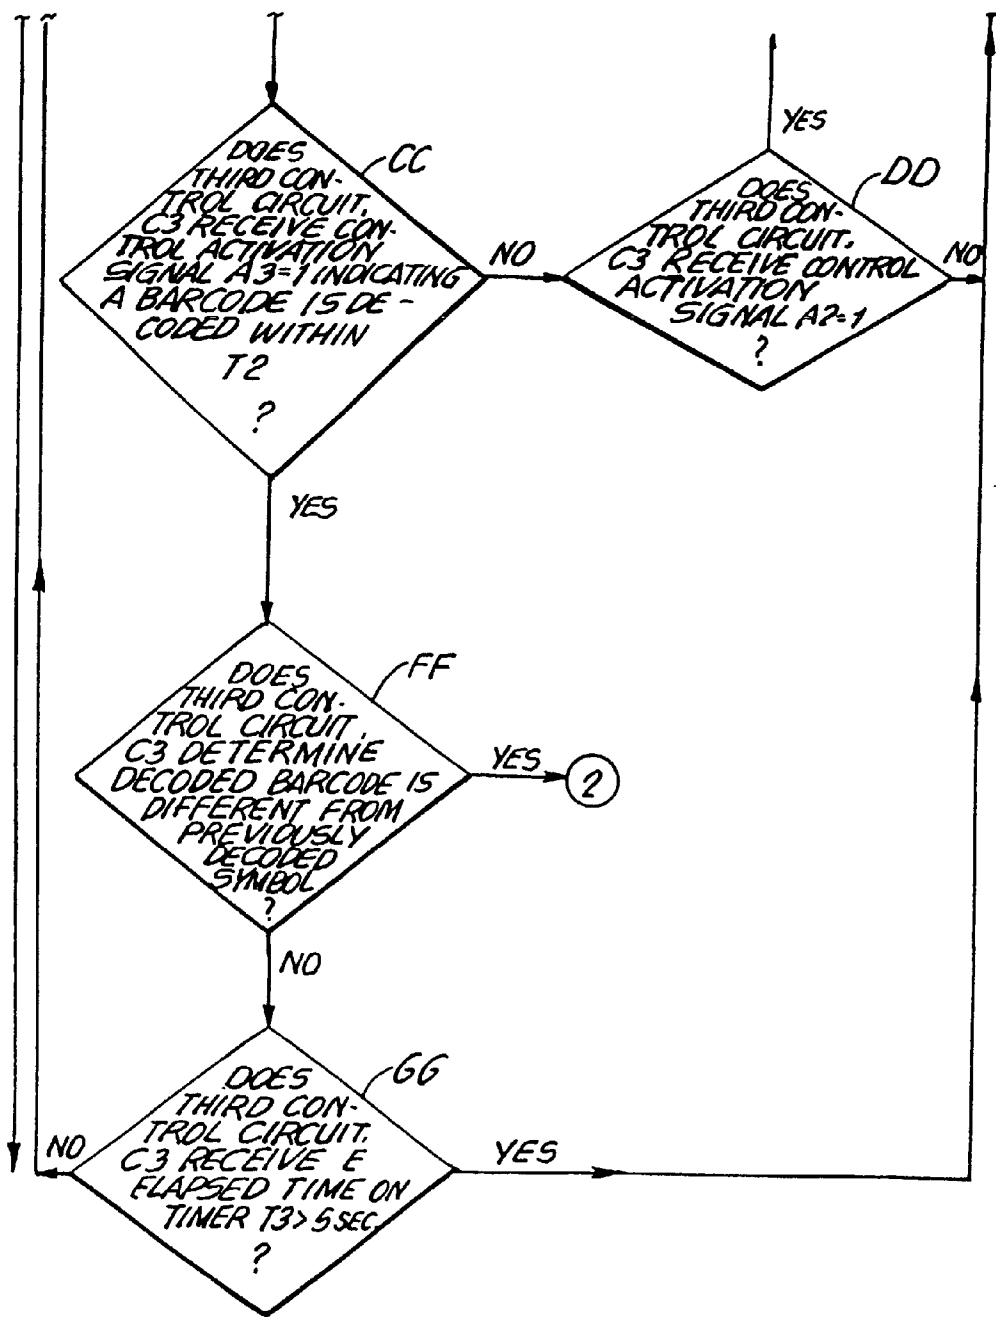 DOES
THIRD CON-
TROL CIRCUIT.
C3 RECEIVE CON-
TROL ACTIVATION
SIGNAL A3=1 INDICATING
A BARCODE IS DE-
CODED WITHIN
T2
?
CC
NO
YES
DOES
THIRD CON-
TROL CIRCUIT.
C3 RECEIVE CONTROL
ACTIVATION
SIGNAL A2=1
?
DD
YES
NO
DOES
THIRD CON-
TROL CIRCUIT.
C3 DETERMINE
DECODED BARCODE IS
DIFFERENT FROM
PREVIOUSLY
DECODED
SYMBOL
?
FF
YES
2
NO
DOES
THIRD CON-
TROL CIRCUIT.
C3 RECEIVE E
ELAPSED TIME ON
TIMER T3>5SEC.
?
GG
NO
YES